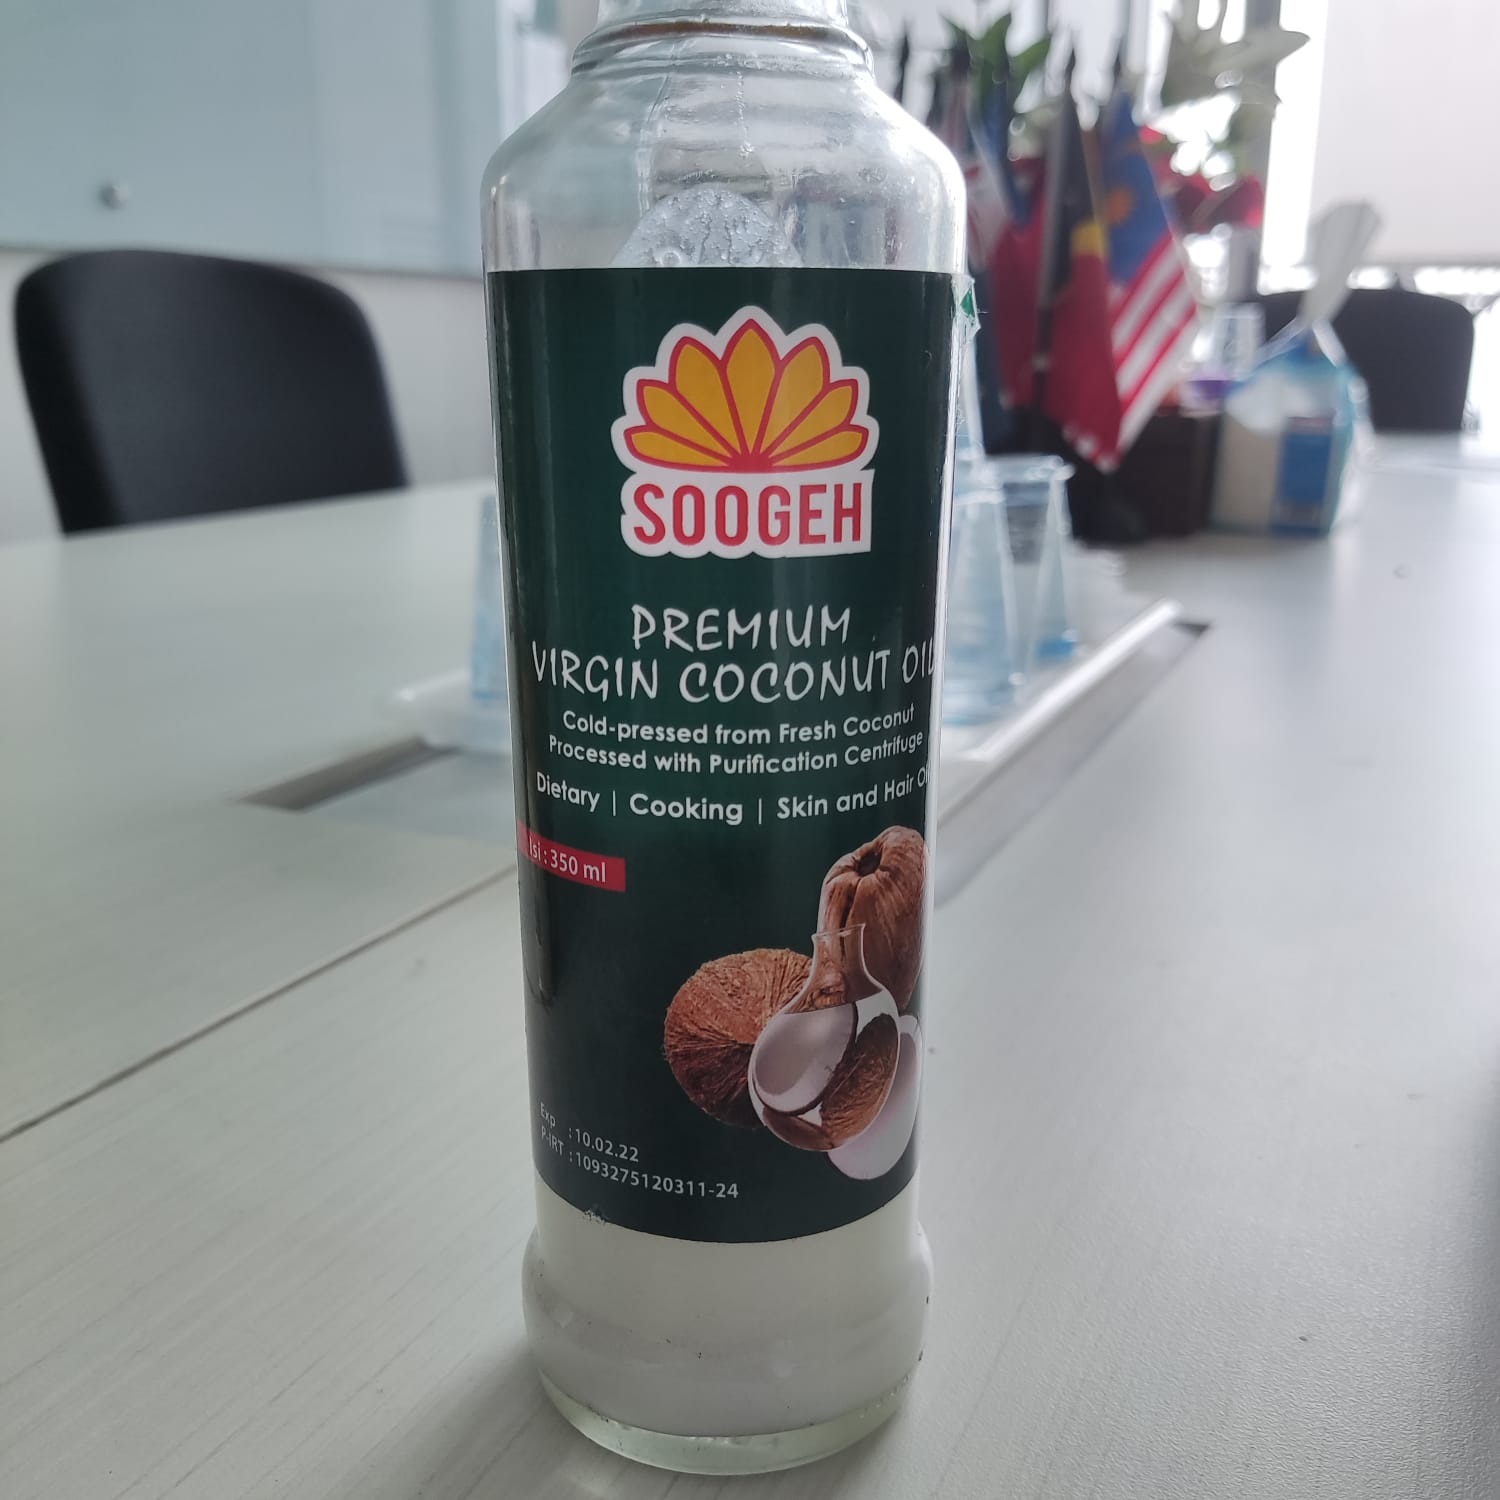 SOOGEH
PREMIUM
VIRGIN COCONUT OIL
Cold-pressed from Fresh Coconut
Processed with Purification Centrifuge
Dietary | Cooking | Skin and Hair
Isi : 350 ml
Exp : 10.02.22
P-IRT : 1093275120311-24